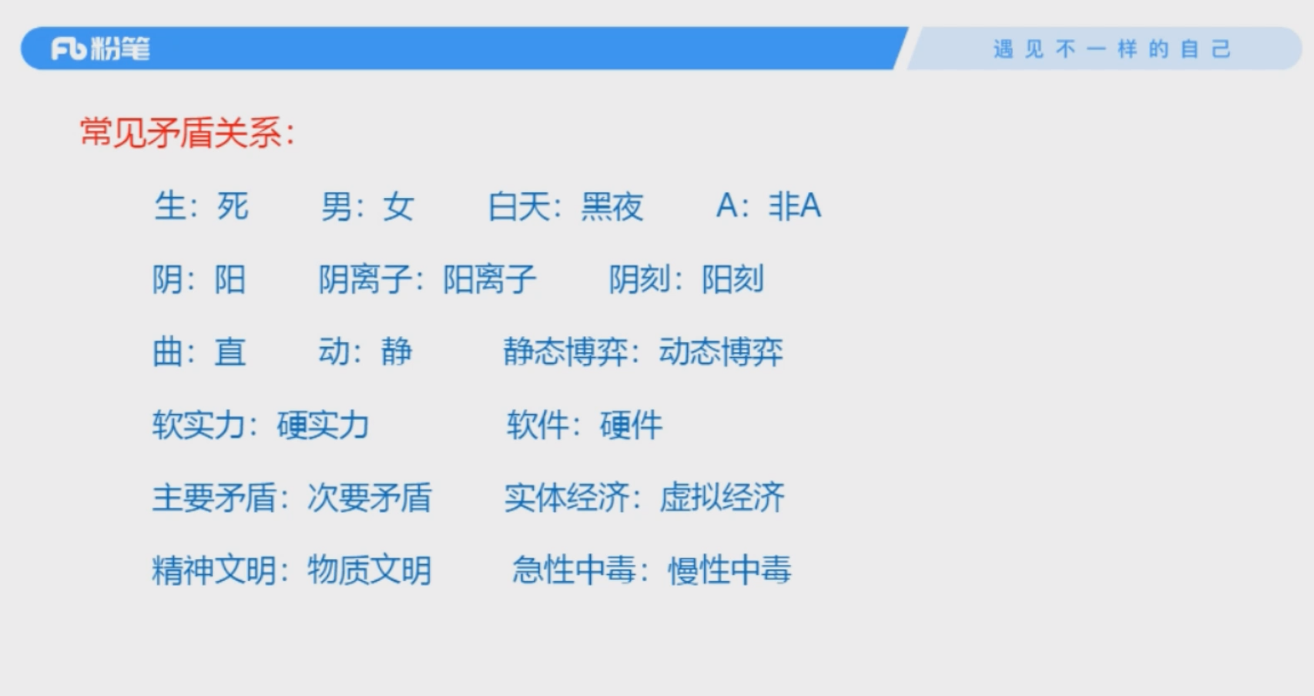 粉笔 遇见不一样的自己
常见矛盾关系：
生：死 男：女 白天：黑夜 A：非A
阴：阳 阴离子：阳离子 阴刻：阳刻
曲：直 动：静 静态博弈：动态博弈
软实力：硬实力 软件：硬件
主要矛盾：次要矛盾 实体经济：虚拟经济
精神文明：物质文明 急性中毒：慢性中毒